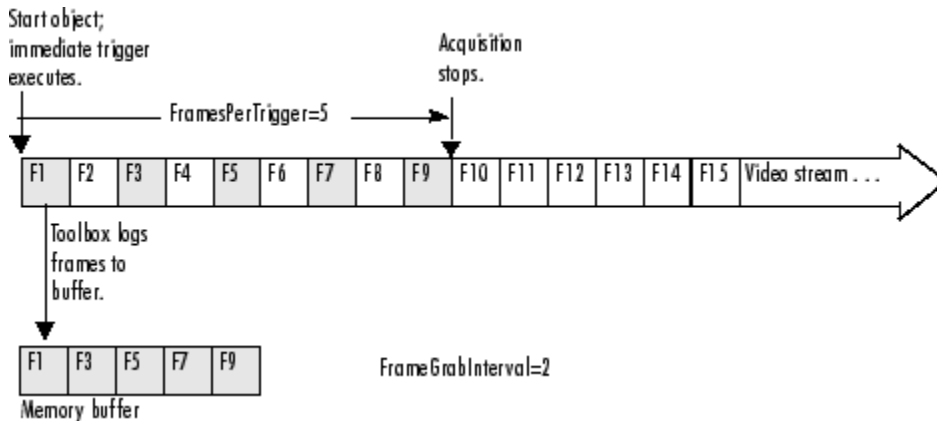 Start object;
immediate trigger
executes.
Acquisition
stops.
FramesPerTrigger=5
F1 F2 F3 F4 F5 F6 F7 F8 F9 F10 F11 F12 F13 F14 F15 Video stream . . .
Toolbox logs
frames to
buffer.
F1 F3 F5 F7 F9
FrameGrabInterval=2
Memory buffer